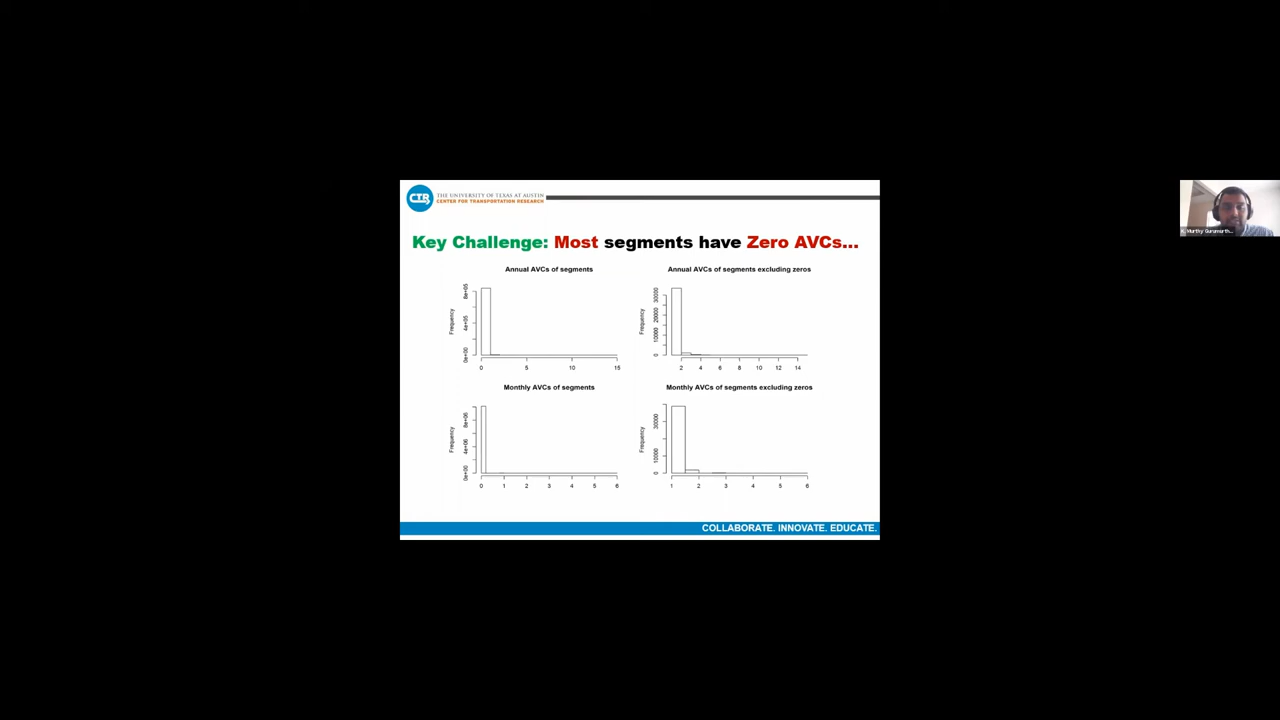 CTR
THE UNIVERSITY OF TEXAS AT AUSTIN
CENTER FOR TRANSPORTATION RESEARCH
Key Challenge: Most segments have Zero AVCs...
Annual AVCs of segments
Frequency
0e+00 4e+05 8e+05
0 5 10 15
Annual AVCs of segments excluding zeros
Frequency
0 10000 20000 30000
2 4 6 8 10 12 14
Monthly AVCs of segments
Frequency
0e+00 4e+06 8e+06
0 1 2 3 4 5 6
Monthly AVCs of segments excluding zeros
Frequency
0 10000 30000
1 2 3 4 5 6
COLLABORATE. INNOVATE. EDUCATE.